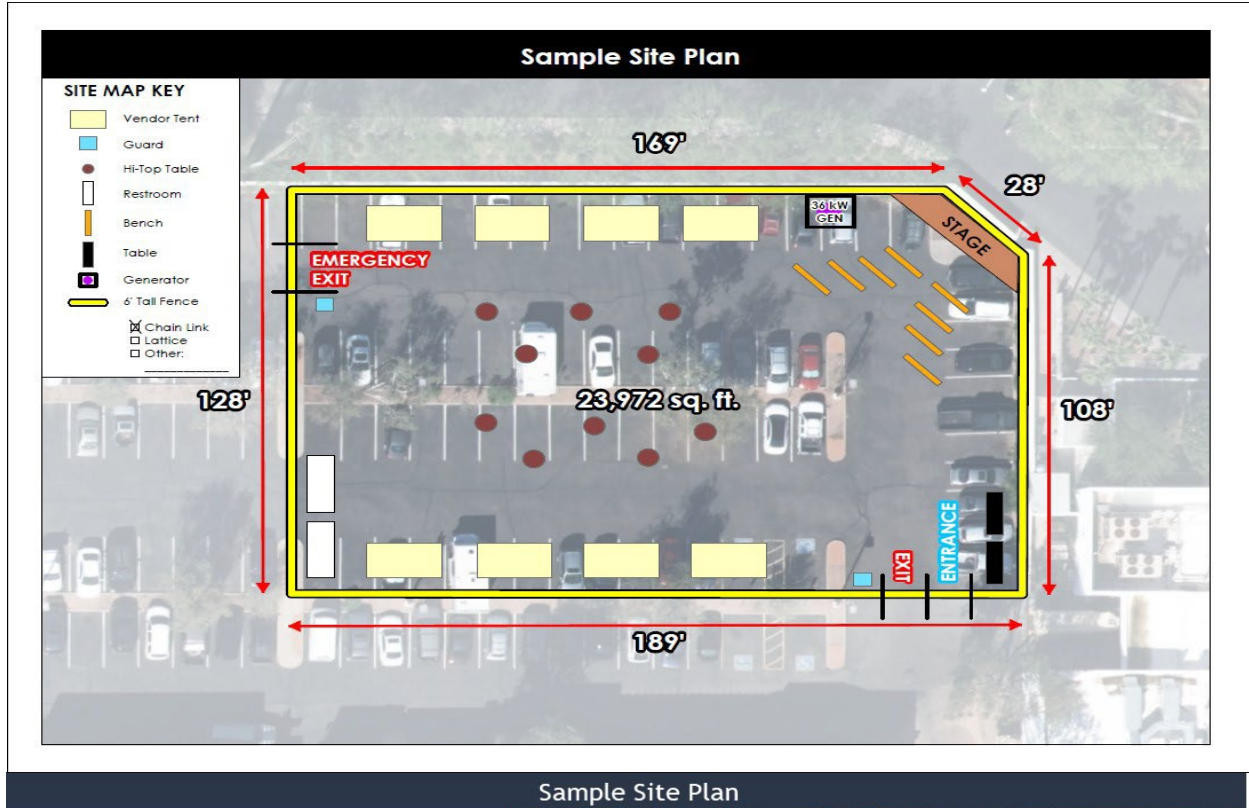 Sample Site Plan
SITE MAP KEY
Vendor Tent
Guard
Hi-Top Table
Restroom
Bench
Table
Generator
6' Tall Fence
Chain Link
Lattice
Other:
169'
28'
36 kW
GEN
STAGE
EMERGENCY
EXIT
128'
23,972 sq. ft.
108'
EXIT
ENTRANCE
189'
Sample Site Plan